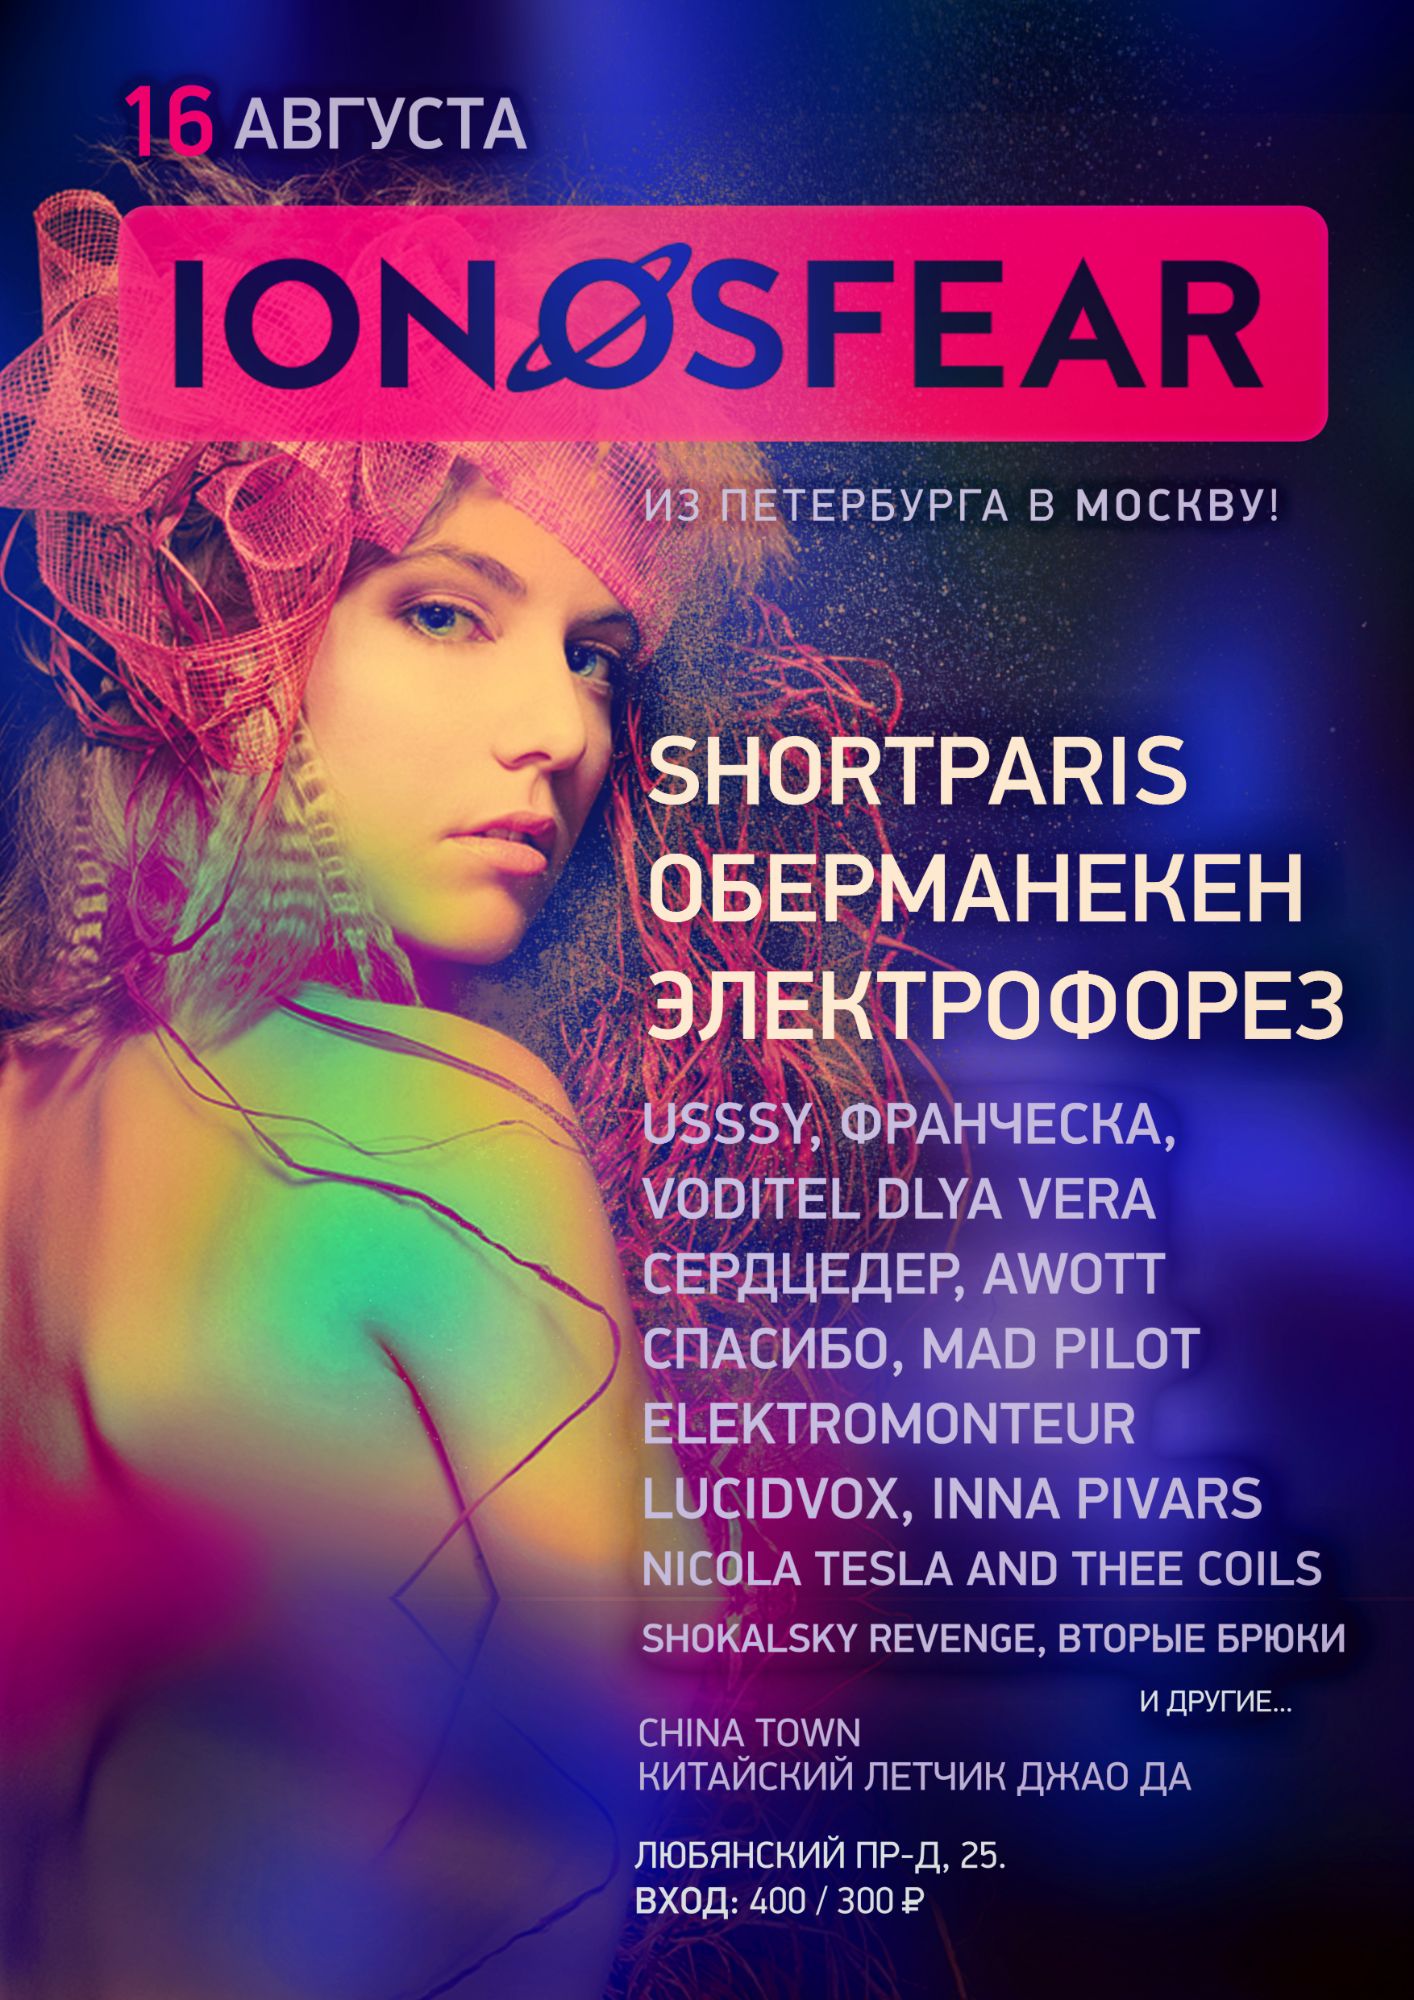 16 АВГУСТА
IONOSFEAR
ИЗ ПЕТЕРБУРГА В МОСКВУ!
SHORTPARIS
ОБЕРМАНЕКЕН
ЭЛЕКТРОФОРЕЗ
USSSY, ФРАНЧЕСКА,
VODITEL DLYA VERA
СЕРДЦЕДЕР, AWOTT
СПАСИБО, MAD PILOT
ELEKTROMONTEUR
LUCIDVOX, INNA PIVARS
NICOLA TESLA AND THEE COILS
SHOKALSKY REVENGE, ВТОРЫЕ БРЮКИ
И ДРУГИЕ...
CHINA TOWN
КИТАЙСКИЙ ЛЕТЧИК ДЖАО ДА
ЛЮБЯНСКИЙ ПР-Д, 25.
ВХОД: 400 / 300 ₽